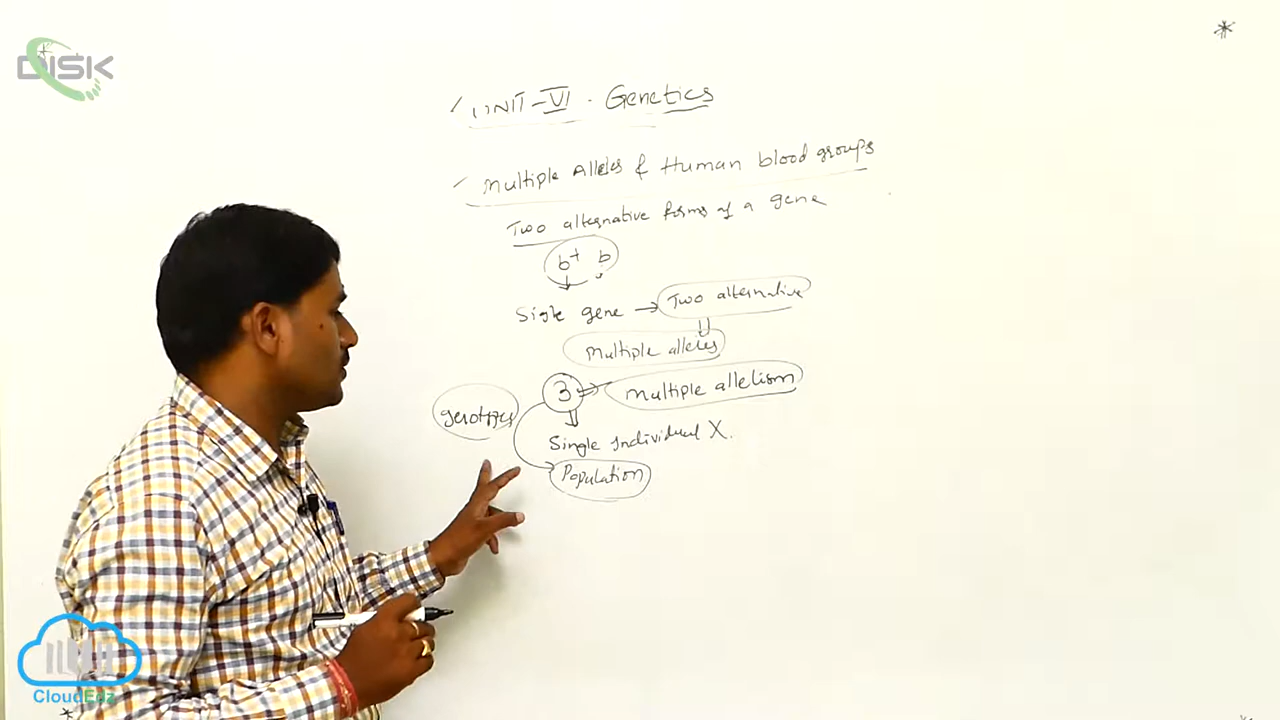 DISK
UNIT-VI. Genetics
Multiple Alleles & Human blood groups
Two alternative forms of a gene
b+ b
Sigle gene → Two alternative
Multiple alleles
3 ⇒ Multiple allelism
genotypes
Single individual X.
Population
CloudEdz